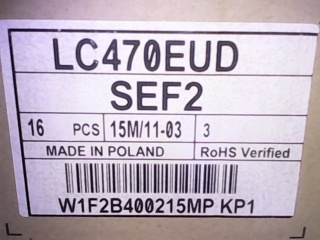 LC470EUD
SEF2
16 PCS 15M/11-03 3
MADE IN POLAND RoHS Verified
W1F2B400215MP KP1